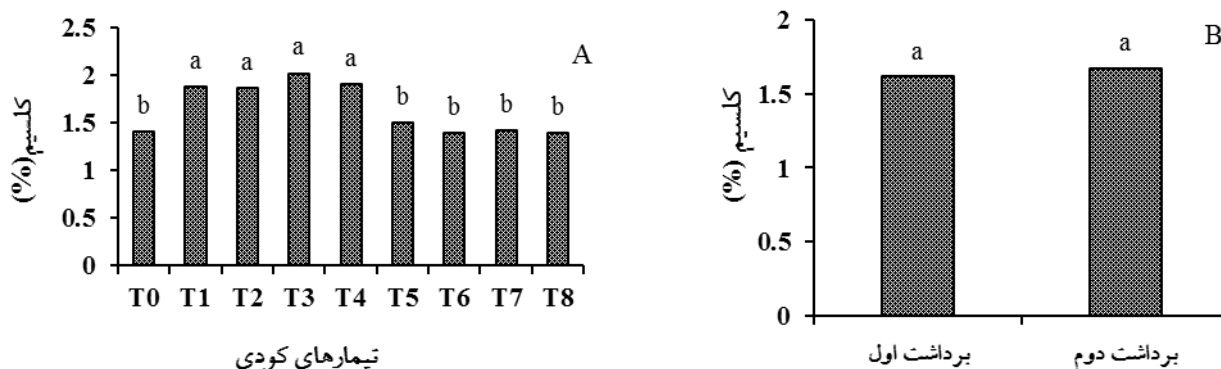 A
کلسیم(%)
2.5
2
1.5
1
0.5
0
b
a
a
a
a
b
b
b
b
T0 T1 T2 T3 T4 T5 T6 T7 T8
تیمارهای کودی
B
کلسیم (%)
2
1.5
1
0.5
0
a
a
برداشت اول
برداشت دوم